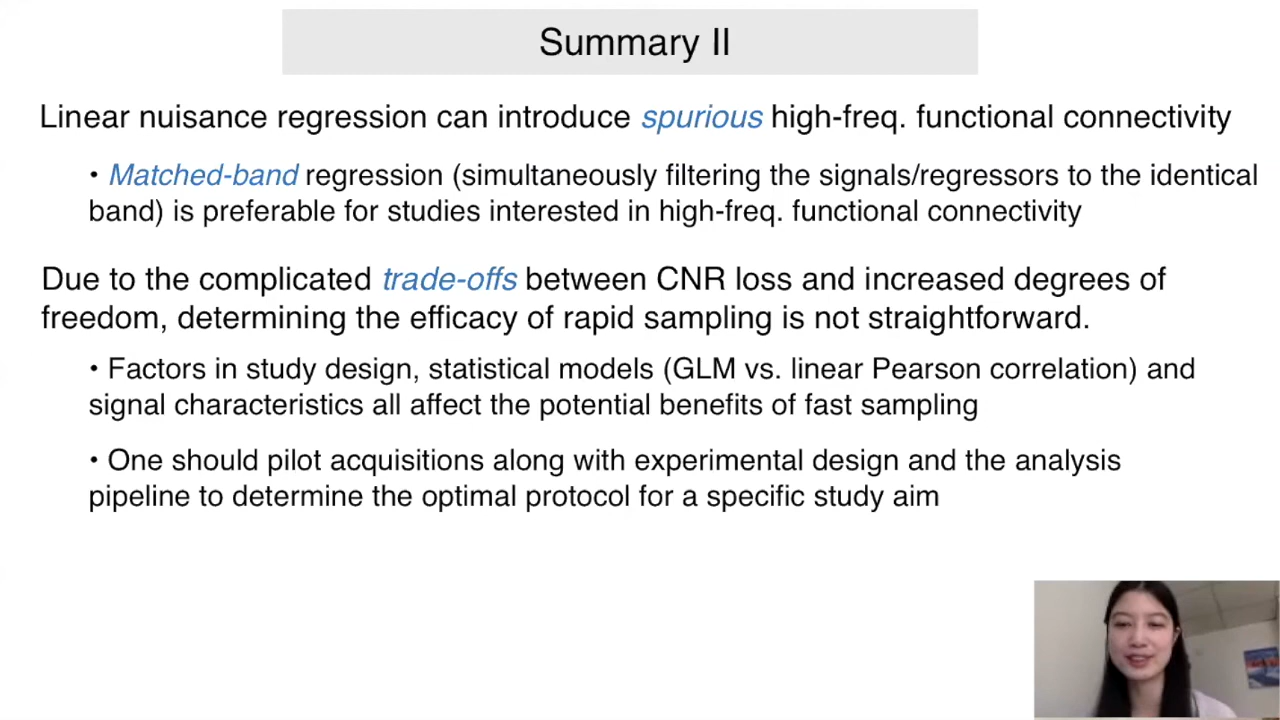 Summary II
Linear nuisance regression can introduce spurious high-freq. functional connectivity
• Matched-band regression (simultaneously filtering the signals/regressors to the identical
band) is preferable for studies interested in high-freq. functional connectivity
Due to the complicated trade-offs between CNR loss and increased degrees of
freedom, determining the efficacy of rapid sampling is not straightforward.
• Factors in study design, statistical models (GLM vs. linear Pearson correlation) and
signal characteristics all affect the potential benefits of fast sampling
• One should pilot acquisitions along with experimental design and the analysis
pipeline to determine the optimal protocol for a specific study aim